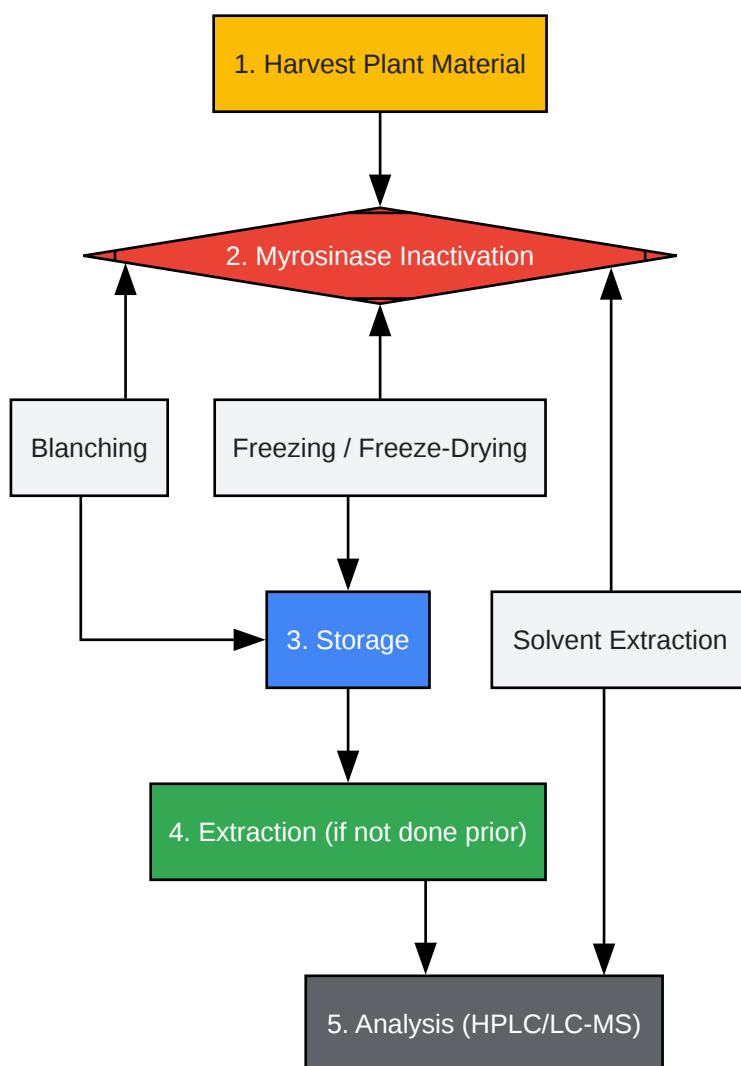 1. Harvest Plant Material
2. Myrosinase Inactivation
Blanching
Freezing / Freeze-Drying
3. Storage
Solvent Extraction
4. Extraction (if not done prior)
5. Analysis (HPLC/LC-MS)